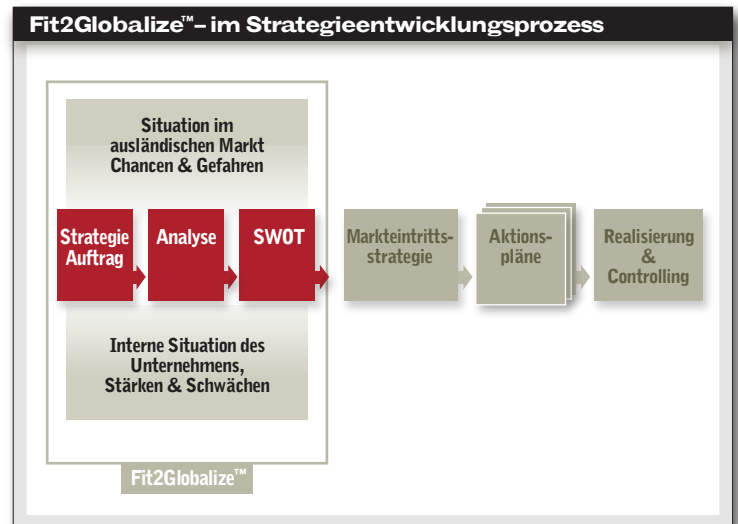 Fit2Globalize™– im Strategieentwicklungsprozess
Situation im
ausländischen Markt
Chancen & Gefahren
Strategie
Auftrag
Analyse
SWOT
Markteintritts-
strategie
Aktions-
pläne
Realisierung
&
Controlling
Interne Situation des
Unternehmens,
Stärken & Schwächen
Fit2Globalize™